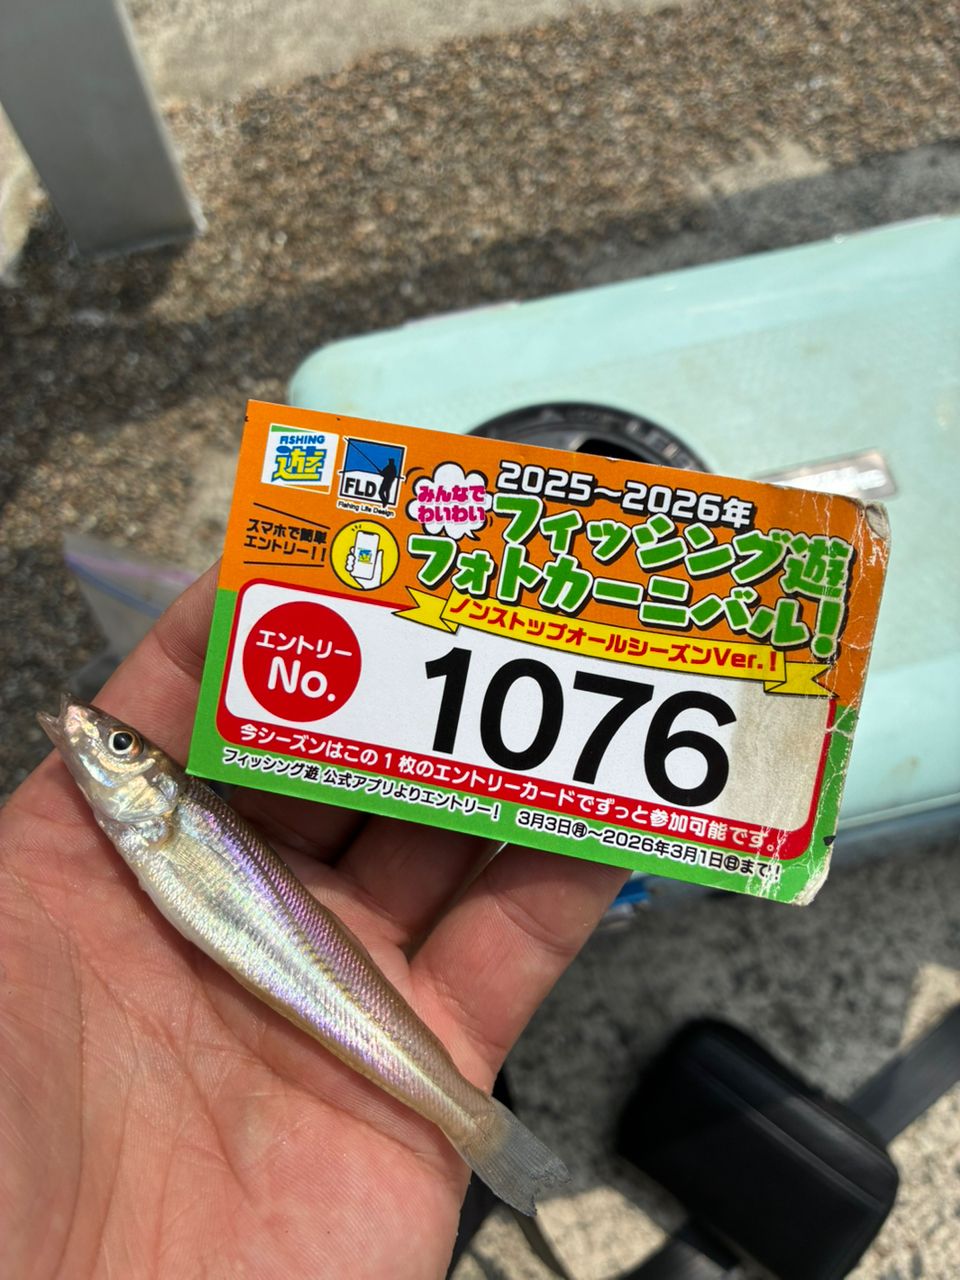 FISHING
遊
FLD
Fishing Life Design
みんなで
わいわい
2025～2026年
フィッシング遊
フォトカーニバル!
スマホで簡単
エントリー!!
ノンストップオールシーズンVer.!
エントリー
No.
1076
今シーズンはこの1枚のエントリーカードでずっと参加可能です。
フィッシング遊 公式アプリよりエントリー! 3月3日㊊～2026年3月1日㊐まで!